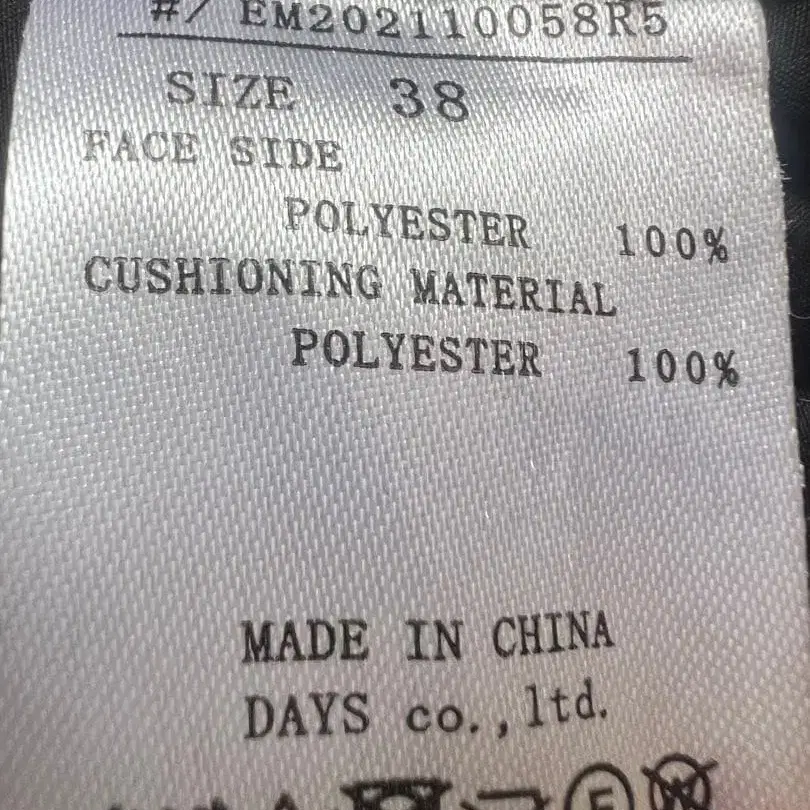 #/ EM202110058R5
SIZE 38
FACE SIDE
POLYESTER 100%
CUSHIONING MATERIAL
POLYESTER 100%
MADE IN CHINA
DAYS co.,ltd.
F W